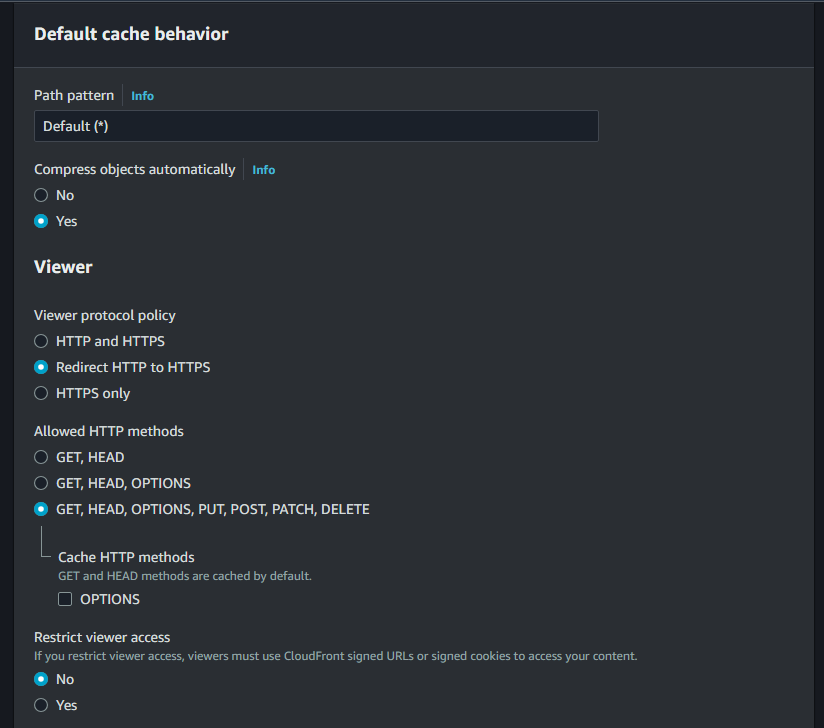 Default cache behavior
Path pattern Info
Default (*)
Compress objects automatically Info
No
Yes
Viewer
Viewer protocol policy
HTTP and HTTPS
Redirect HTTP to HTTPS
HTTPS only
Allowed HTTP methods
GET, HEAD
GET, HEAD, OPTIONS
GET, HEAD, OPTIONS, PUT, POST, PATCH, DELETE
Cache HTTP methods
GET and HEAD methods are cached by default.
OPTIONS
Restrict viewer access
If you restrict viewer access, viewers must use CloudFront signed URLs or signed cookies to access your content.
No
Yes